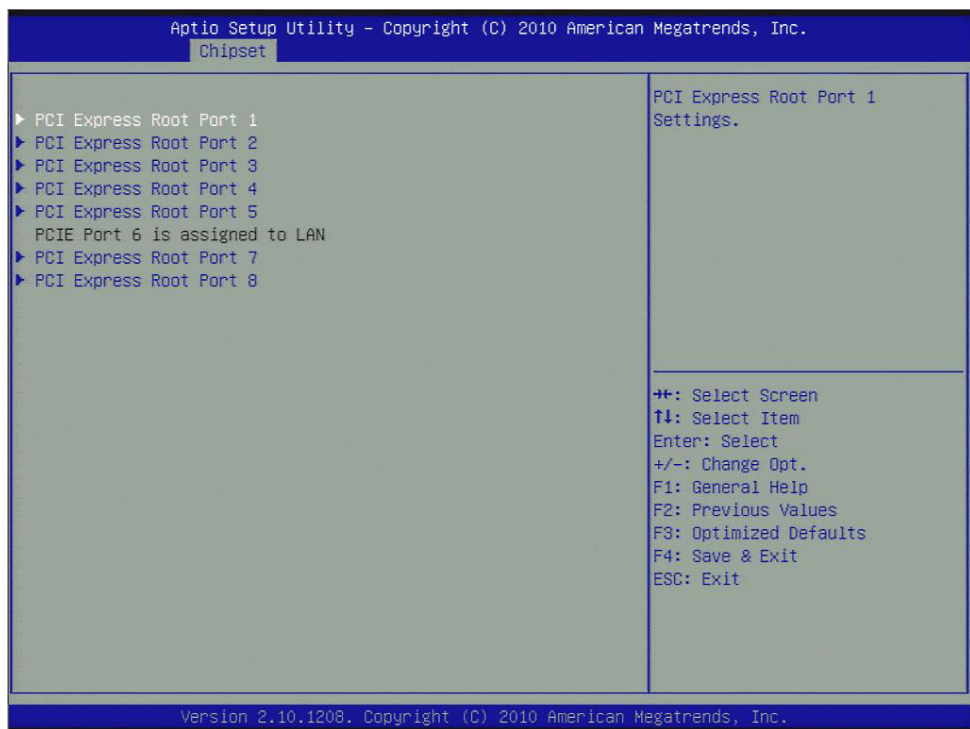 Aptio Setup Utility – Copyright (C) 2010 American Megatrends, Inc.
Chipset
PCI Express Root Port 1
PCI Express Root Port 2
PCI Express Root Port 3
PCI Express Root Port 4
PCI Express Root Port 5
PCIE Port 6 is assigned to LAN
PCI Express Root Port 7
PCI Express Root Port 8
PCI Express Root Port 1
Settings.
→←: Select Screen
↑↓: Select Item
Enter: Select
+/-: Change Opt.
F1: General Help
F2: Previous Values
F3: Optimized Defaults
F4: Save & Exit
ESC: Exit
Version 2.10.1208. Copyright (C) 2010 American Megatrends, Inc.